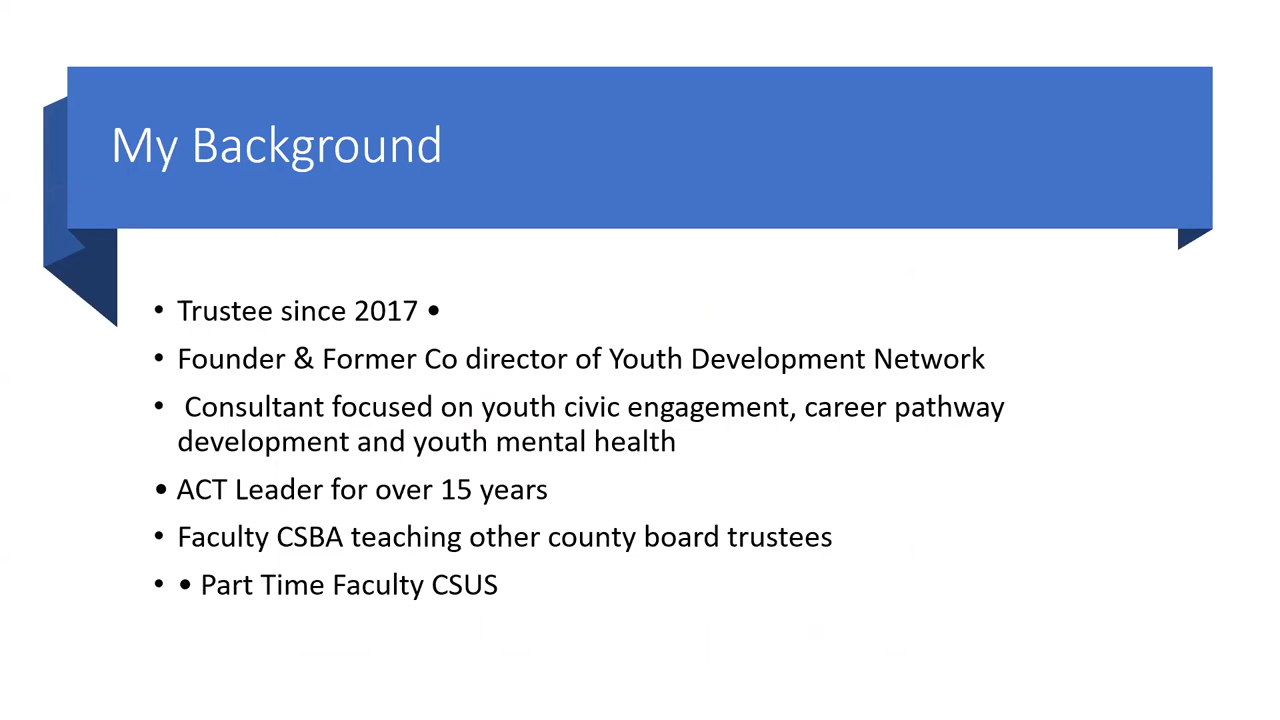 My Background
• Trustee since 2017 •
• Founder & Former Co director of Youth Development Network
• Consultant focused on youth civic engagement, career pathway
development and youth mental health
• ACT Leader for over 15 years
• Faculty CSBA teaching other county board trustees
• • Part Time Faculty CSUS